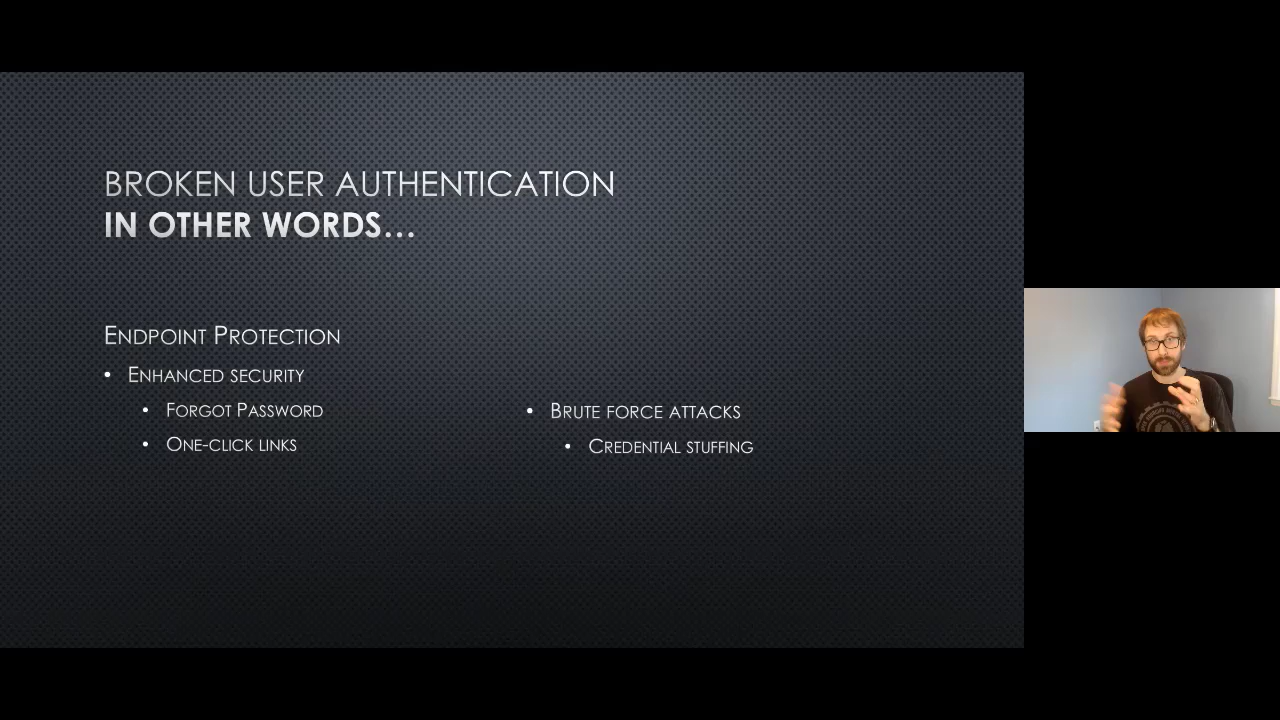 BROKEN USER AUTHENTICATION
IN OTHER WORDS…
ENDPOINT PROTECTION
• ENHANCED SECURITY
• FORGOT PASSWORD
• ONE-CLICK LINKS
• BRUTE FORCE ATTACKS
• CREDENTIAL STUFFING